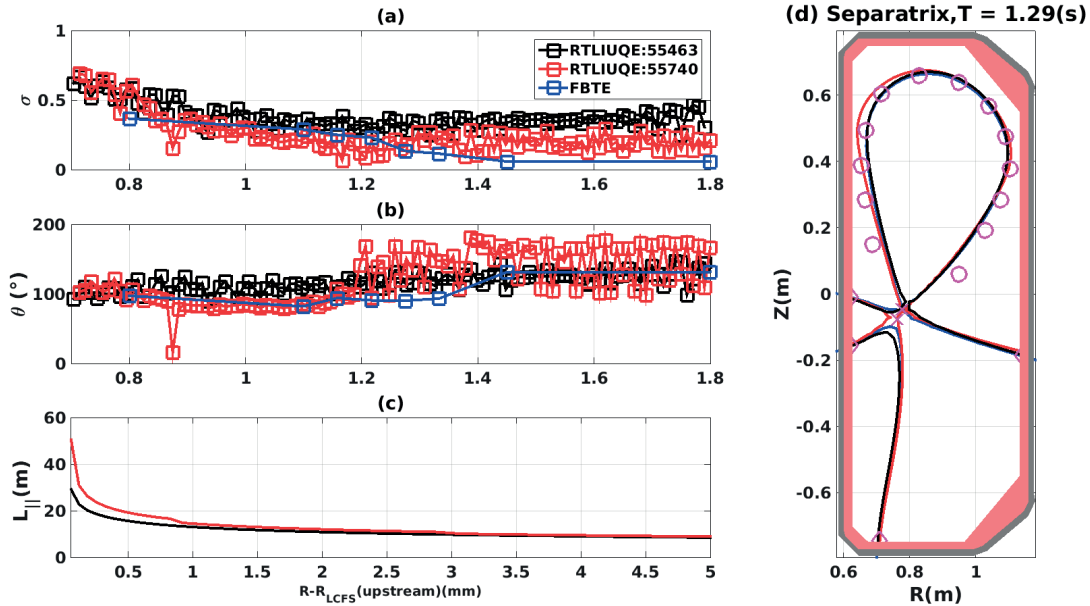 (a)
1
0.5
0
σ
RTLIUQE:55463
RTLIUQE:55740
FBTE
0.8 1 1.2 1.4 1.6 1.8
(b)
200
100
0
θ (°)
0.8 1 1.2 1.4 1.6 1.8
(c)
60
40
20
0
L||(m)
0.5 1 1.5 2 2.5 3 3.5 4 4.5 5
R-RLCFS(upstream)(mm)
(d) Separatrix,T = 1.29(s)
0.6
0.4
0.2
0
-0.2
-0.4
-0.6
Z(m)
0.6 0.8 1
R(m)